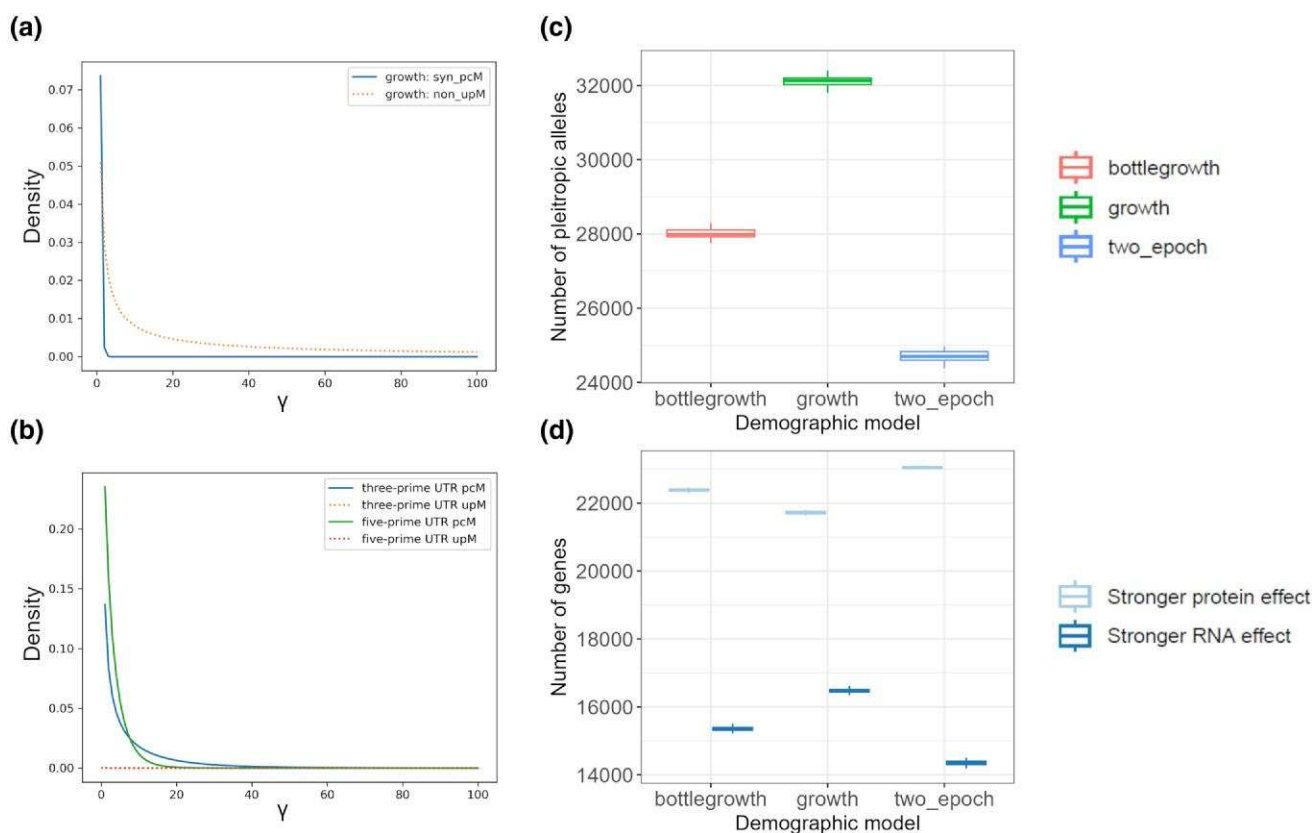 (a)
growth: syn_pcM
growth: non_upM
0.07
0.06
0.05
0.04
0.03
0.02
0.01
0.00
Density
0
20
40
60
80
100
γ
(b)
three-prime UTR pcM
three-prime UTR upM
five-prime UTR pcM
five-prime UTR upM
0.20
0.15
0.10
0.05
0.00
Density
0
20
40
60
80
100
γ
(c)
Number of pleitropic alleles
32000
30000
28000
26000
24000
bottlegrowth
growth
two_epoch
Demographic model
bottlegrowth
growth
two_epoch
(d)
Number of genes
22000
20000
18000
16000
14000
bottlegrowth
growth
two_epoch
Demographic model
Stronger protein effect
Stronger RNA effect